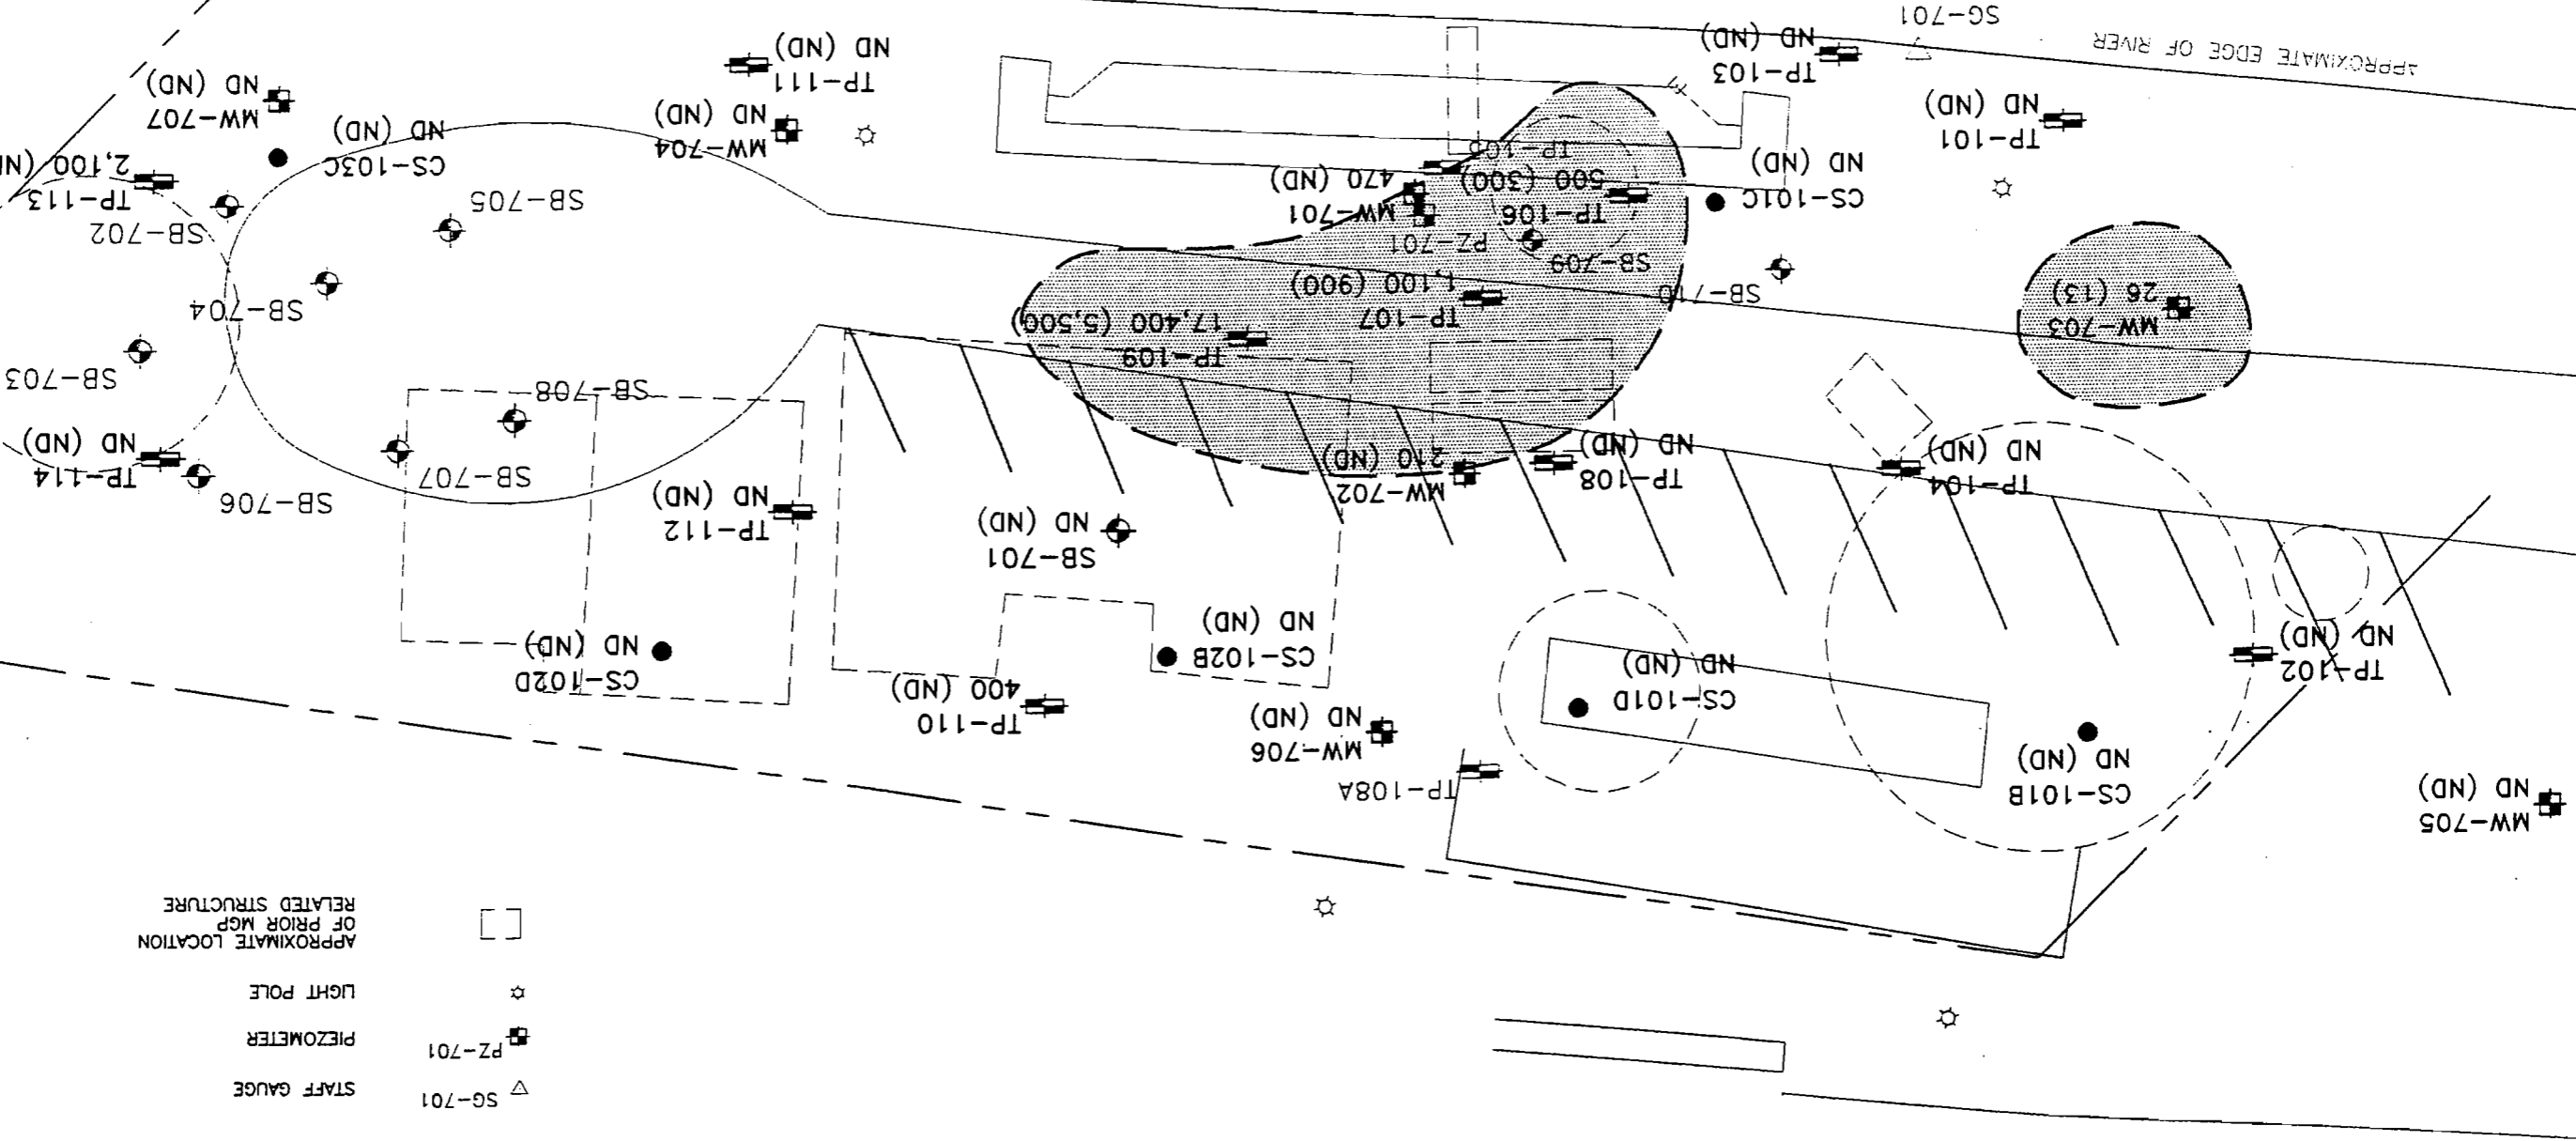 SG-701 STAFF GAUGE
PZ-701 PIEZOMETER
LIGHT POLE
APPROXIMATE LOCATION
OF PRIOR MGP
RELATED STRUCTURE
MW-705
ND (ND)
CS-101B
ND (ND)
TP-108A
MW-706
ND (ND)
TP-110
400 (ND)
CS-101D
ND (ND)
TP-102
ND (ND)
CS-102B
ND (ND)
CS-102D
ND (ND)
SB-701
ND (ND)
TP-112
ND (ND)
TP-104
ND (ND)
TP-108
ND (ND)
MW-702
210 (ND)
SB-706
SB-707
TP-114
ND (ND)
SB-708
SB-703
TP-109
17,400 (5,500)
MW-703
26 (13)
TP-107
1,100 (900)
SB-704
SB-710
SB-709
PZ-701
SB-702
TP-106
500 (300)
MW-701
470 (ND)
SB-705
TP-113
2,100 (ND
CS-101C
ND (ND)
TP-105
CS-103C
ND (ND)
TP-101
ND (ND)
MW-704
ND (ND)
MW-707
ND (ND)
TP-103
ND (ND)
TP-111
ND (ND)
APPROXIMATE EDGE OF RIVER
SG-701